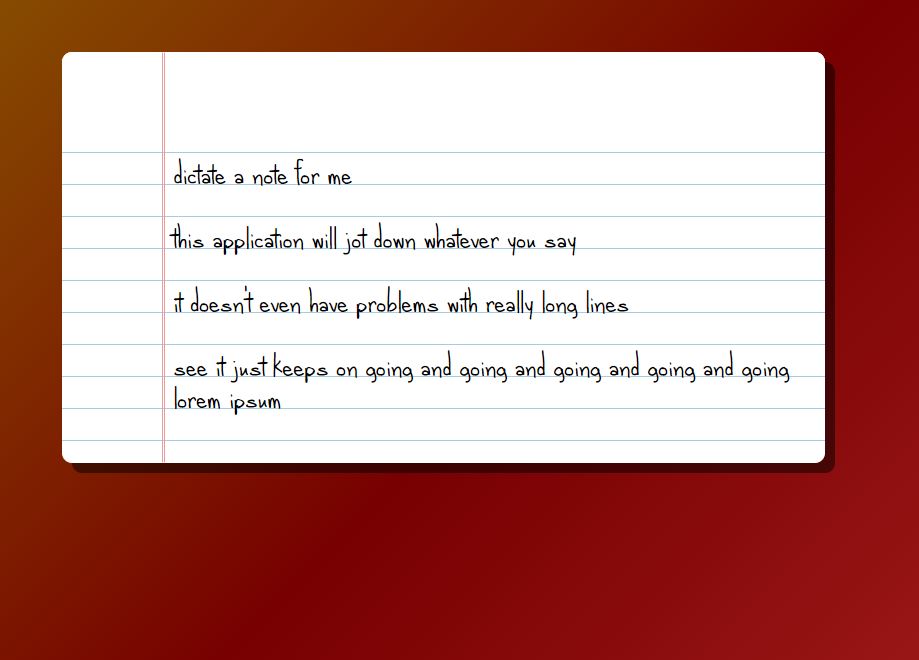 dictate a note for me
this application will jot down whatever you say
it doesn't even have problems with really long lines
see it just keeps on going and going and going and going and going
lorem ipsum